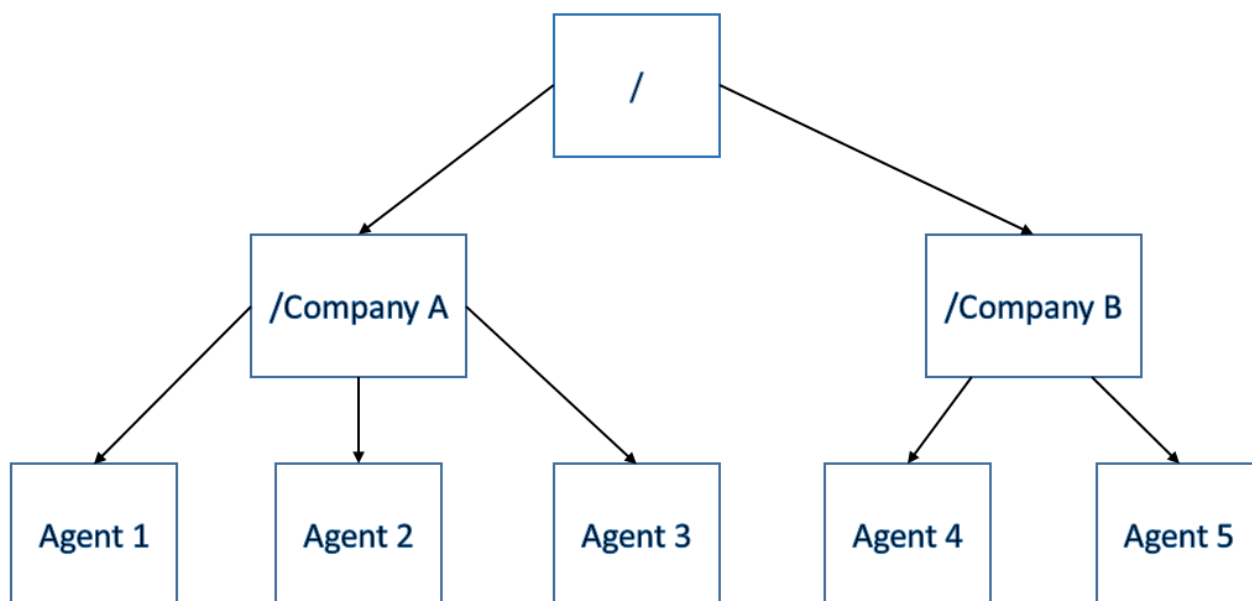 /
/Company A
/Company B
Agent 1
Agent 2
Agent 3
Agent 4
Agent 5